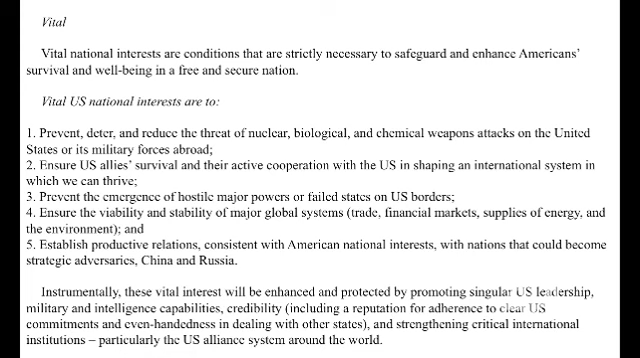 Vital
Vital national interests are conditions that are strictly necessary to safeguard and enhance Americans'
survival and well-being in a free and secure nation.
Vital US national interests are to:
1. Prevent, deter, and reduce the threat of nuclear, biological, and chemical weapons attacks on the United
States or its military forces abroad;
2. Ensure US allies' survival and their active cooperation with the US in shaping an international system in
which we can thrive;
3. Prevent the emergence of hostile major powers or failed states on US borders;
4. Ensure the viability and stability of major global systems (trade, financial markets, supplies of energy, and
the environment); and
5. Establish productive relations, consistent with American national interests, with nations that could become
strategic adversaries, China and Russia.
Instrumentally, these vital interest will be enhanced and protected by promoting singular US leadership,
military and intelligence capabilities, credibility (including a reputation for adherence to clear US
commitments and even-handedness in dealing with other states), and strengthening critical international
institutions – particularly the US alliance system around the world.